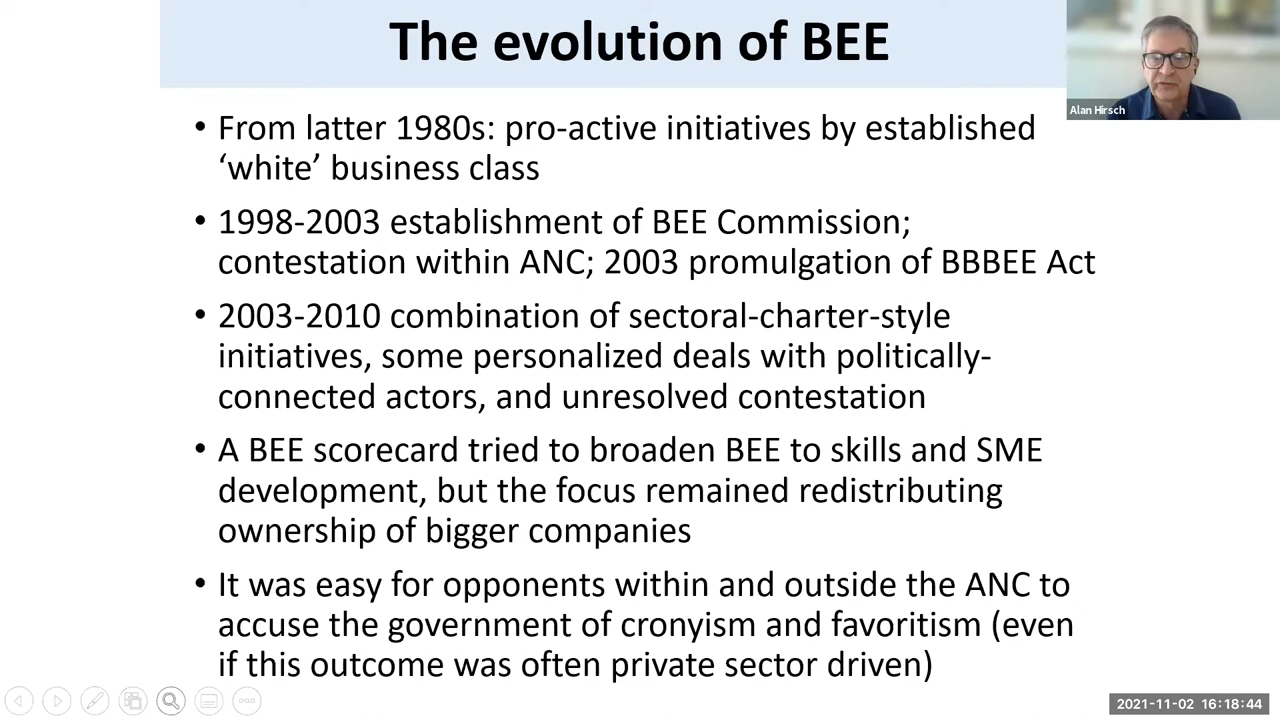 The evolution of BEE
Alan Hirsch
• From latter 1980s: pro-active initiatives by established
‘white’ business class
• 1998-2003 establishment of BEE Commission;
contestation within ANC; 2003 promulgation of BBBEE Act
• 2003-2010 combination of sectoral-charter-style
initiatives, some personalized deals with politically-
connected actors, and unresolved contestation
• A BEE scorecard tried to broaden BEE to skills and SME
development, but the focus remained redistributing
ownership of bigger companies
• It was easy for opponents within and outside the ANC to
accuse the government of cronyism and favoritism (even
if this outcome was often private sector driven)
2021-11-02 16:18:44